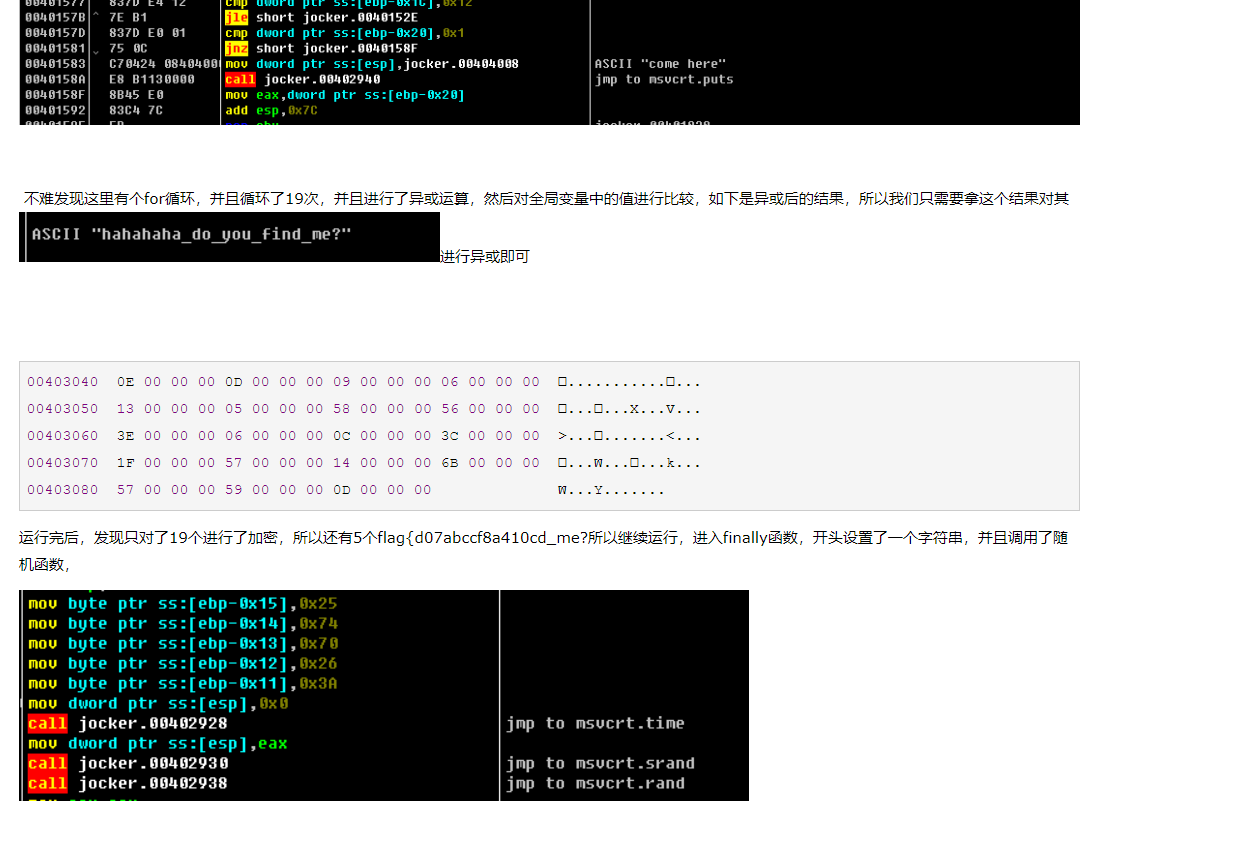 00401577 837D E4 12 cmp dword ptr ss:[ebp-0x1C],0x12
0040157B ^ 7E B1 jle short jocker.0040152E
0040157D 837D E0 01 cmp dword ptr ss:[ebp-0x20],0x1
00401581 75 0C jnz short jocker.0040158F
00401583 C70424 08404000 mov dword ptr ss:[esp],jocker.00404008 ASCII "come here"
0040158A E8 B1130000 call jocker.00402940 jmp to msvcrt.puts
0040158F 8B45 E0 mov eax,dword ptr ss:[ebp-0x20]
00401592 83C4 7C add esp,0x7C
不难发现这里有个for循环，并且循环了19次，并且进行了异或运算，然后对全局变量中的值进行比较，如下是异或后的结果，所以我们只需要拿这个结果对其
ASCII "hahahaha_do_you_find_me?"
进行异或即可
00403040 0E 00 00 00 0D 00 00 00 09 00 00 00 06 00 00 00 □...........□...
00403050 13 00 00 00 05 00 00 00 58 00 00 00 56 00 00 00 □...□...X...V...
00403060 3E 00 00 00 06 00 00 00 0C 00 00 00 3C 00 00 00 >...□.......<...
00403070 1F 00 00 00 57 00 00 00 14 00 00 00 6B 00 00 00 □...W...□...k...
00403080 57 00 00 00 59 00 00 00 0D 00 00 00 W...Y.......
运行完后，发现只对了19个进行了加密，所以还有5个flag{d07abccf8a410cd_me?所以继续运行，进入finally函数，开头设置了一个字符串，并且调用了随
机函数，
mov byte ptr ss:[ebp-0x15],0x25
mov byte ptr ss:[ebp-0x14],0x74
mov byte ptr ss:[ebp-0x13],0x70
mov byte ptr ss:[ebp-0x12],0x26
mov byte ptr ss:[ebp-0x11],0x3A
mov dword ptr ss:[esp],0x0
call jocker.00402928 jmp to msvcrt.time
mov dword ptr ss:[esp],eax
call jocker.00402930 jmp to msvcrt.srand
call jocker.00402938 jmp to msvcrt.rand